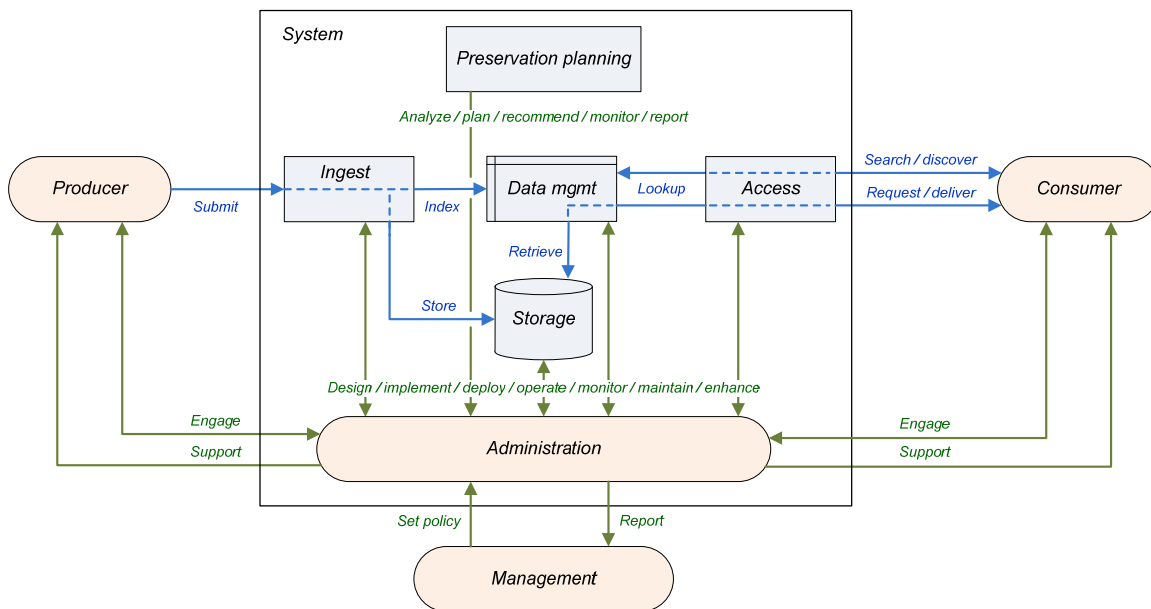 System
Preservation planning
Analyze / plan / recommend / monitor / report
Producer
Submit
Ingest
Index
Data mgmt
Lookup
Access
Search / discover
Request / deliver
Consumer
Retrieve
Store
Storage
Design / implement / deploy / operate / monitor / maintain / enhance
Engage
Support
Administration
Engage
Support
Set policy
Report
Management